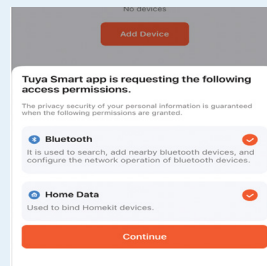 No devices
Add Device
Tuya Smart app is requesting the following
access permissions.
The privacy security of your personal information is guaranteed
when the following permissions are granted.
Bluetooth
It is used to search, add nearby bluetooth devices, and
configure the network operation of bluetooth devices.
Home Data
Used to bind Homekit devices.
Continue